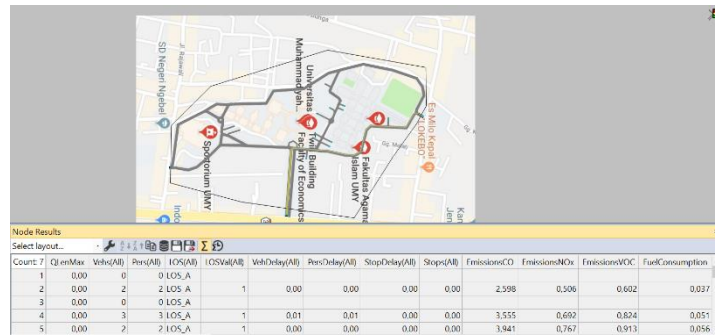 Jl. Rajawali
SD Negeri Ngebel
Universitas
Muhammadiyah...
Twin Building
Faculty of Economics
Sportorium UMY
Fakultas Agama
Islam UMY
Es Milo Kepal
"LOKEBO"
Indo
Kan
Jen
Node Results
Select layout...
Count: 7 QLenMax Vehs(All) Pers(All) LOS(All) LOSVal(All) VehDelay(All) PersDelay(All) StopDelay(All) Stops(All) EmissionsCO EmissionsNOx EmissionsVOC FuelConsumption
1 0,00 0 0 LOS_A
2 0,00 2 2 LOS_A 1 0,00 0,00 0,00 0,00 2,598 0,506 0,602 0,037
3 0,00 0 0 LOS_A
4 0,00 3 3 LOS_A 1 0,01 0,01 0,00 0,00 3,555 0,692 0,824 0,051
5 0,00 2 2 LOS_A 1 0,00 0,00 0,00 0,00 3,941 0,767 0,913 0,056